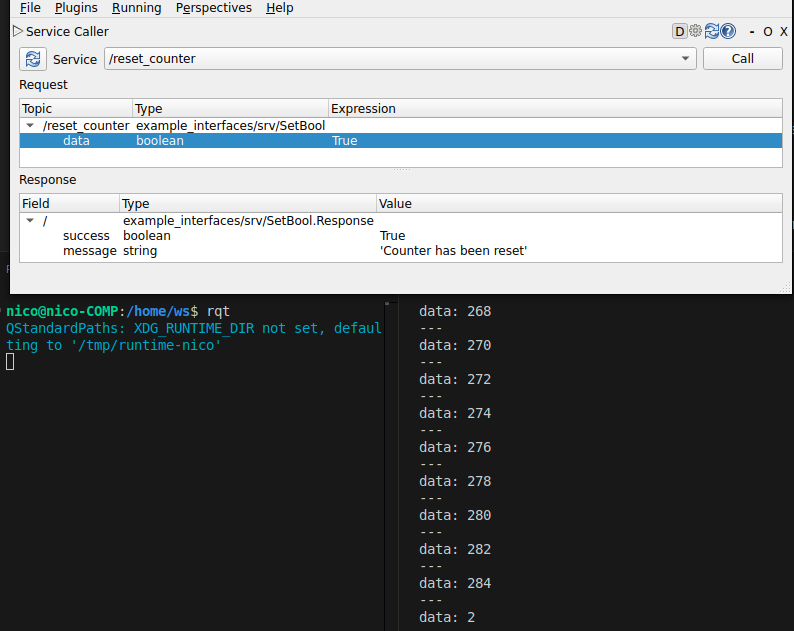 File Plugins Running Perspectives Help
Service Caller D ? - O X
Service /reset_counter Call
Request
Topic Type Expression
/reset_counter example_interfaces/srv/SetBool
data boolean True
Response
Field Type Value
/ example_interfaces/srv/SetBool.Response
success boolean True
message string 'Counter has been reset'
nico@nico-COMP:/home/ws$ rqt
QStandardPaths: XDG_RUNTIME_DIR not set, defaul
ting to '/tmp/runtime-nico'
data: 268
---
data: 270
---
data: 272
---
data: 274
---
data: 276
---
data: 278
---
data: 280
---
data: 282
---
data: 284
---
data: 2